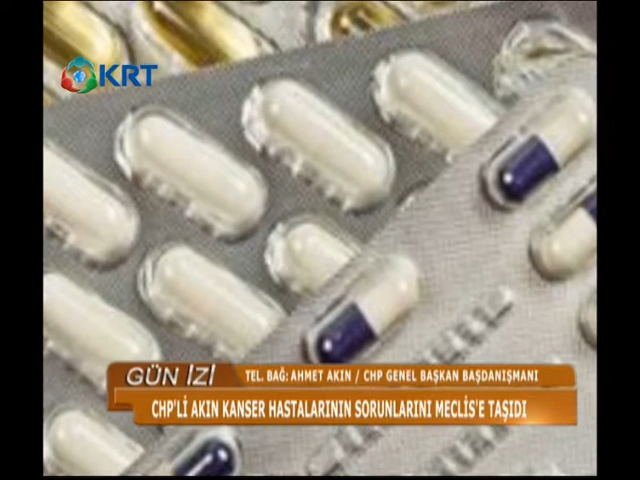 KRT
GÜN İZİ
TEL. BAĞ: AHMET AKIN / CHP GENEL BAŞKAN BAŞDANIŞMANI
CHP'Lİ AKIN KANSER HASTALARININ SORUNLARINI MECLİS'E TAŞIDI